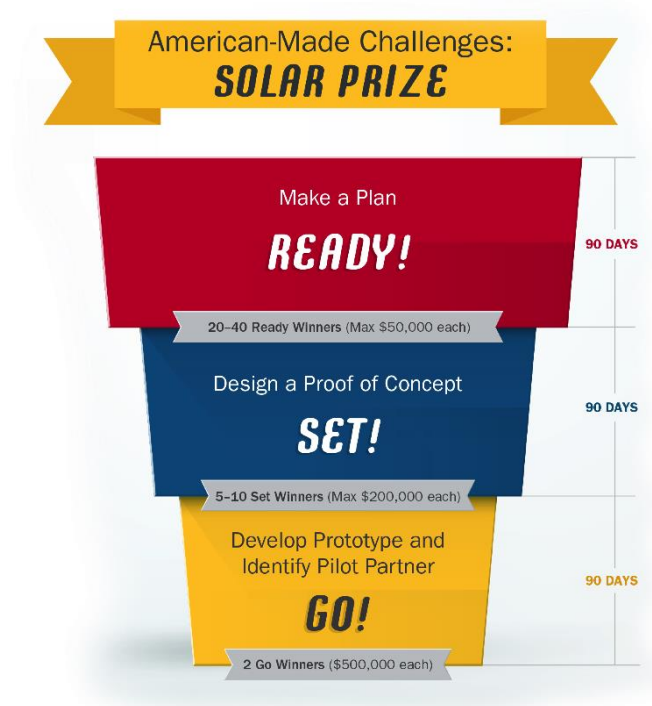 American-Made Challenges:
SOLAR PRIZE
Make a Plan
READY!
90 DAYS
20–40 Ready Winners (Max $50,000 each)
Design a Proof of Concept
SET!
90 DAYS
5–10 Set Winners (Max $200,000 each)
Develop Prototype and
Identify Pilot Partner
GO!
90 DAYS
2 Go Winners ($500,000 each)